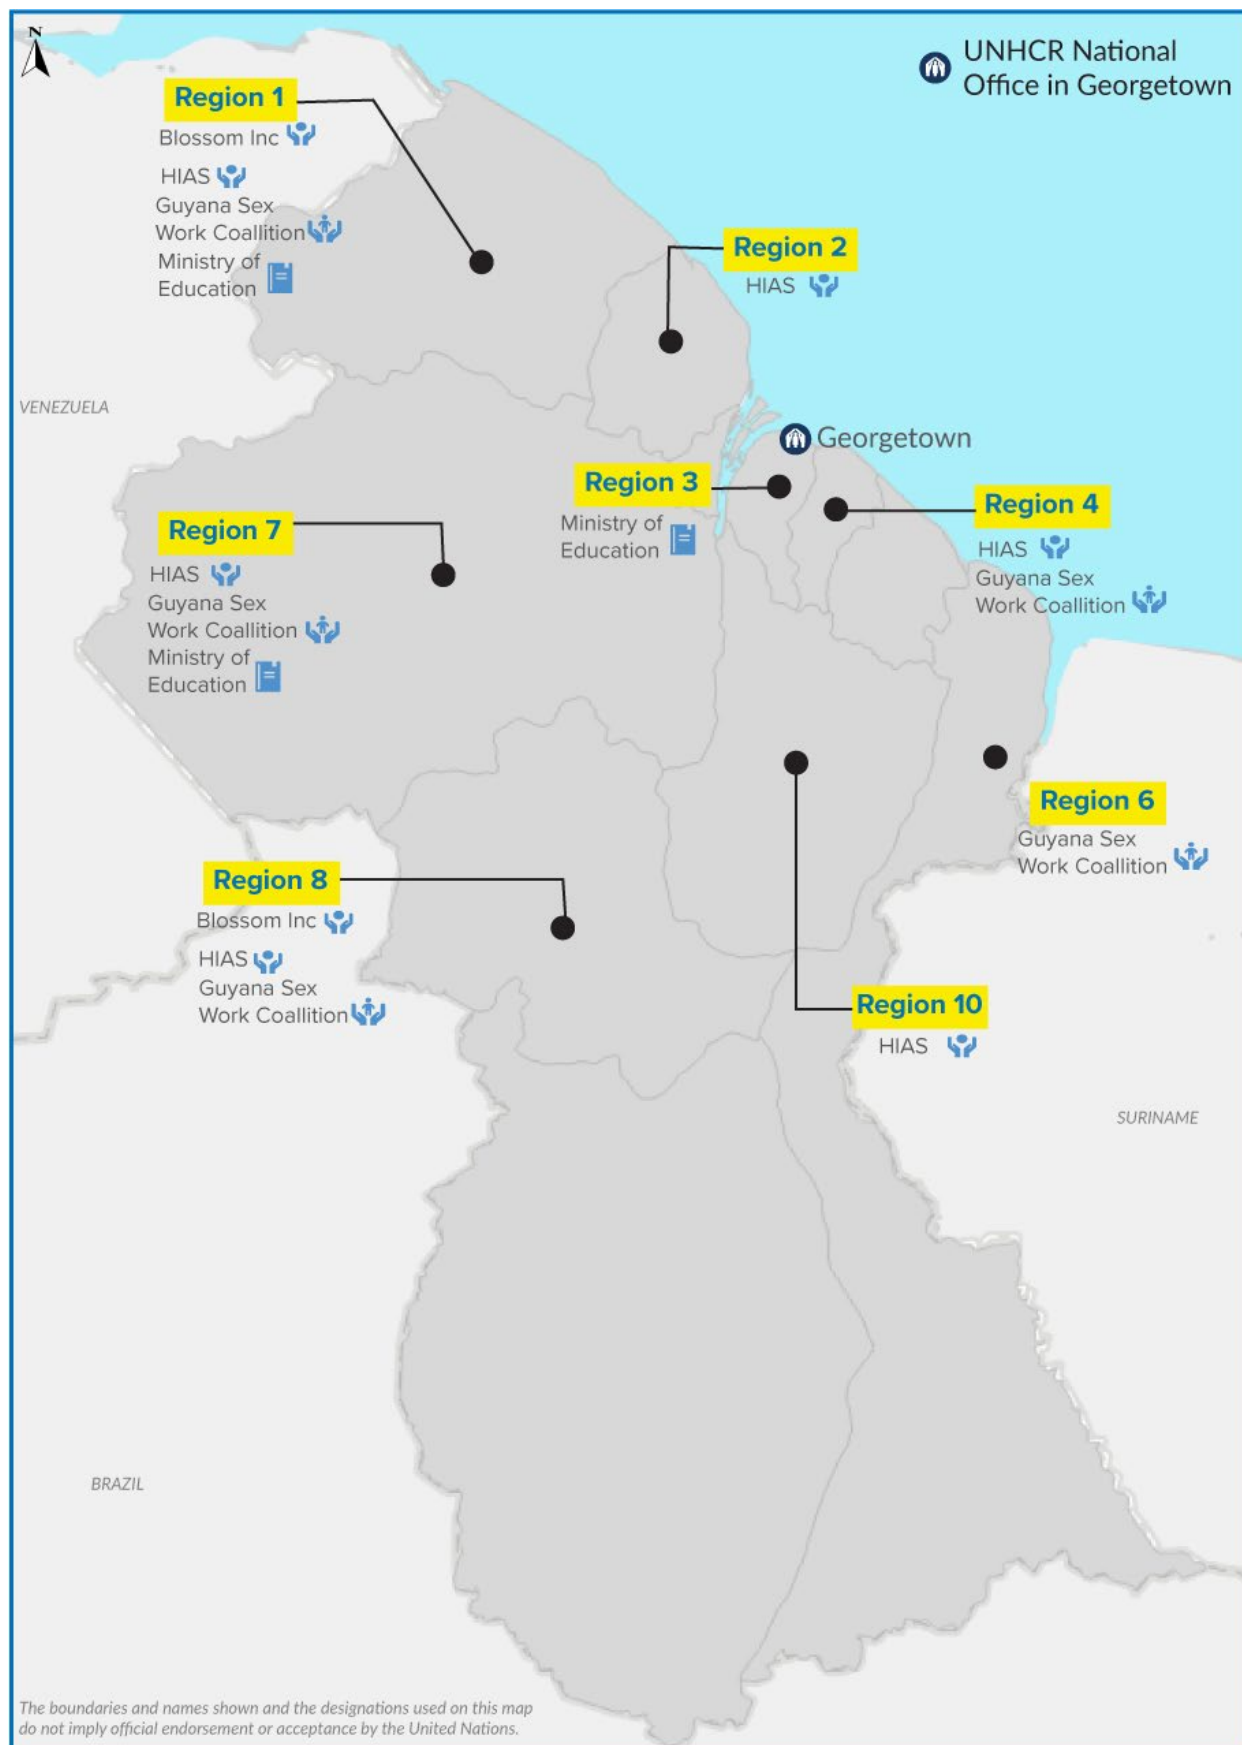 N
UNHCR National
Office in Georgetown
Region 1
Blossom Inc
HIAS
Guyana Sex
Work Coallition
Ministry of
Education
Region 2
HIAS
VENEZUELA
Georgetown
Region 3
Ministry of
Education
Region 4
HIAS
Guyana Sex
Work Coallition
Region 7
HIAS
Guyana Sex
Work Coallition
Ministry of
Education
Region 6
Guyana Sex
Work Coallition
Region 8
Blossom Inc
HIAS
Guyana Sex
Work Coallition
Region 10
HIAS
SURINAME
BRAZIL
The boundaries and names shown and the designations used on this map
do not imply official endorsement or acceptance by the United Nations.